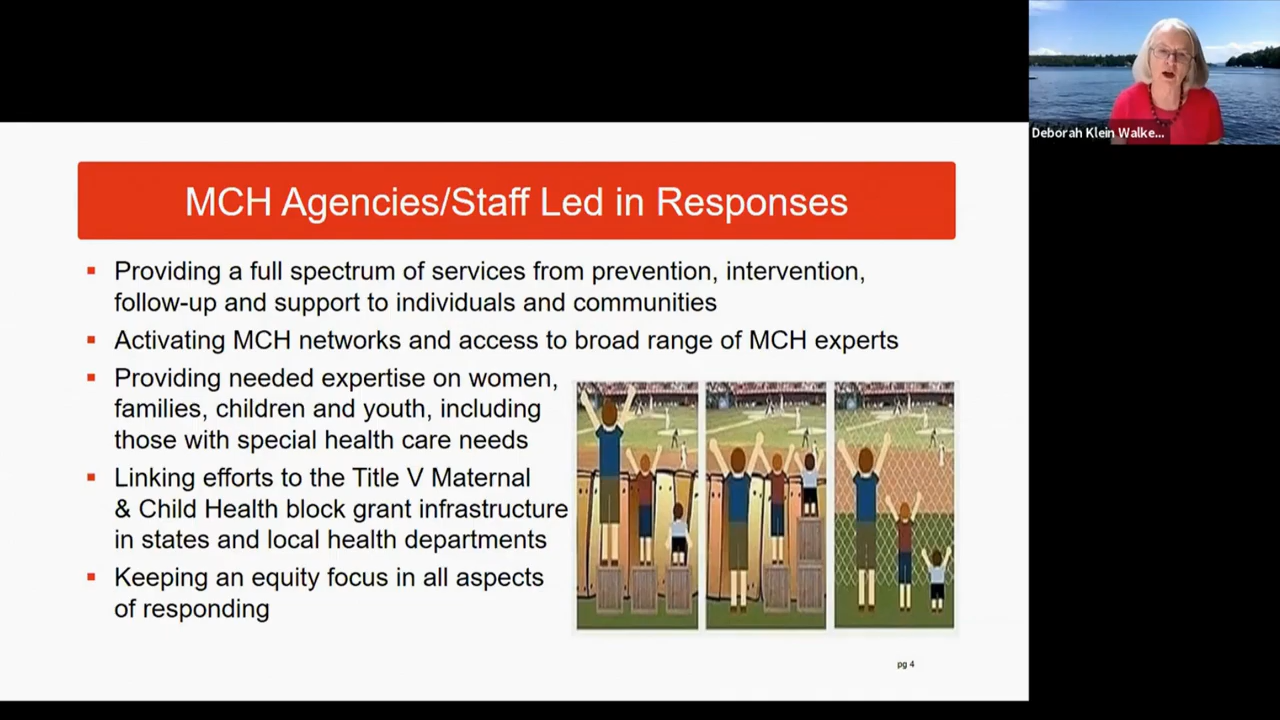 Deborah Klein Walke...
MCH Agencies/Staff Led in Responses
▪ Providing a full spectrum of services from prevention, intervention,
follow-up and support to individuals and communities
▪ Activating MCH networks and access to broad range of MCH experts
▪ Providing needed expertise on women,
families, children and youth, including
those with special health care needs
▪ Linking efforts to the Title V Maternal
& Child Health block grant infrastructure
in states and local health departments
▪ Keeping an equity focus in all aspects
of responding
pg 4